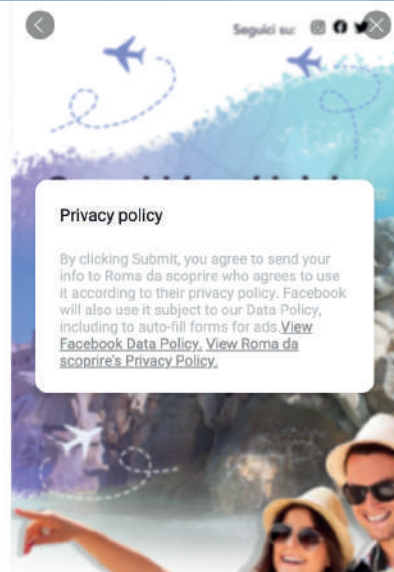 Seguici su:
Privacy policy
By clicking Submit, you agree to send your
info to Roma da scoprire who agrees to use
it according to their privacy policy. Facebook
will also use it subject to our Data Policy,
including to auto-fill forms for ads.View
Facebook Data Policy. View Roma da
scoprire's Privacy Policy.